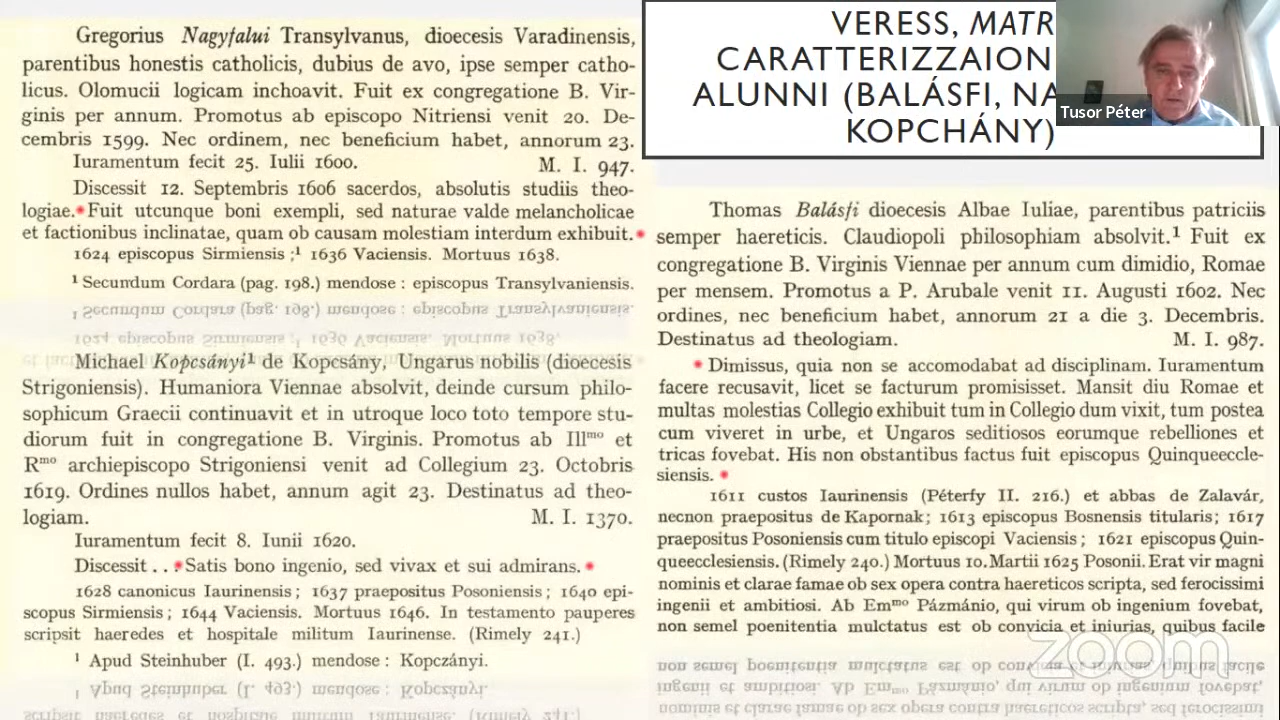 Gregorius Nagyfalui Transylvanus, dioecesis Varadinensis,
parentibus honestis catholicis, dubius de avo, ipse semper catho-
licus. Olomucii logicam inchoavit. Fuit ex congregatione B. Vir-
ginis per annum. Promotus ab episcopo Nitriensi venit 20. De-
cembris 1599. Nec ordinem, nec beneficium habet, annorum 23.
Iuramentum fecit 25. Iulii 1600. M. I. 947.
Discessit 12. Septembris 1606 sacerdos, absolutis studiis theo-
logiae. Fuit utcunque boni exempli, sed naturae valde melancholicae
et factionibus inclinatae, quam ob causam molestiam interdum exhibuit.
1624 episcopus Sirmiensis ;¹ 1636 Vaciensis. Mortuus 1638.
¹ Secundum Cordara (pag. 198.) mendose : episcopus Transylvaniensis.
Michael Kopcsányi¹ de Kopcsány, Ungarus nobilis (dioecesis
Strigoniensis). Humaniora Viennae absolvit, deinde cursum philo-
sophicum Graecii continuavit et in utroque loco toto tempore stu-
diorum fuit in congregatione B. Virginis. Promotus ab Illᵐᵒ et
Rᵐᵒ archiepiscopo Strigoniensi venit ad Collegium 23. Octobris
1619. Ordines nullos habet, annum agit 23. Destinatus ad theo-
logiam. M. I. 1370.
Iuramentum fecit 8. Iunii 1620.
Discessit . . . Satis bono ingenio, sed vivax et sui admirans.
1628 canonicus Iaurinensis ; 1637 praepositus Posoniensis ; 1640 epi-
scopus Sirmiensis ; 1644 Vaciensis. Mortuus 1646. In testamento pauperes
scripsit haeredes et hospitale militum Iaurinense. (Rimely 241.)
¹ Apud Steinhuber (I. 493.) mendose : Kopczányi.
VERESS, MATR
CARATTERIZZAION
ALUNNI (BALÁSFI, NA
KOPCHÁNY)
Tusor Péter
Thomas Balásfi dioecesis Albae Iuliae, parentibus patriciis
semper haereticis. Claudiopoli philosophiam absolvit.¹ Fuit ex
congregatione B. Virginis Viennae per annum cum dimidio, Romae
per mensem. Promotus a P. Arubale venit 11. Augusti 1602. Nec
ordines, nec beneficium habet, annorum 21 a die 3. Decembris.
Destinatus ad theologiam. M. I. 987.
Dimissus, quia non se accomodabat ad disciplinam. Iuramentum
facere recusavit, licet se facturum promisisset. Mansit diu Romae et
multas molestias Collegio exhibuit tum in Collegio dum vixit, tum postea
cum viveret in urbe, et Ungaros seditiosos eorumque rebelliones et
tricas fovebat. His non obstantibus factus fuit episcopus Quinqueeccle-
siensis.
1611 custos Iaurinensis (Péterfy II. 216.) et abbas de Zalavár,
necnon praepositus de Kapornak ; 1613 episcopus Bosnensis titularis ; 1617
praepositus Posoniensis cum titulo episcopi Vaciensis ; 1621 episcopus Quin-
queecclesiensis. (Rimely 240.) Mortuus 10. Martii 1625 Posonii. Erat vir magni
nominis et clarae famae ob sex opera contra haereticos scripta, sed ferocissimi
ingenii et ambitiosi. Ab Emᵐᵒ Pázmánio, qui virum ob ingenium fovebat,
non semel poenitentia mulctatus est ob convicia et iniurias, quibus facile
zoom